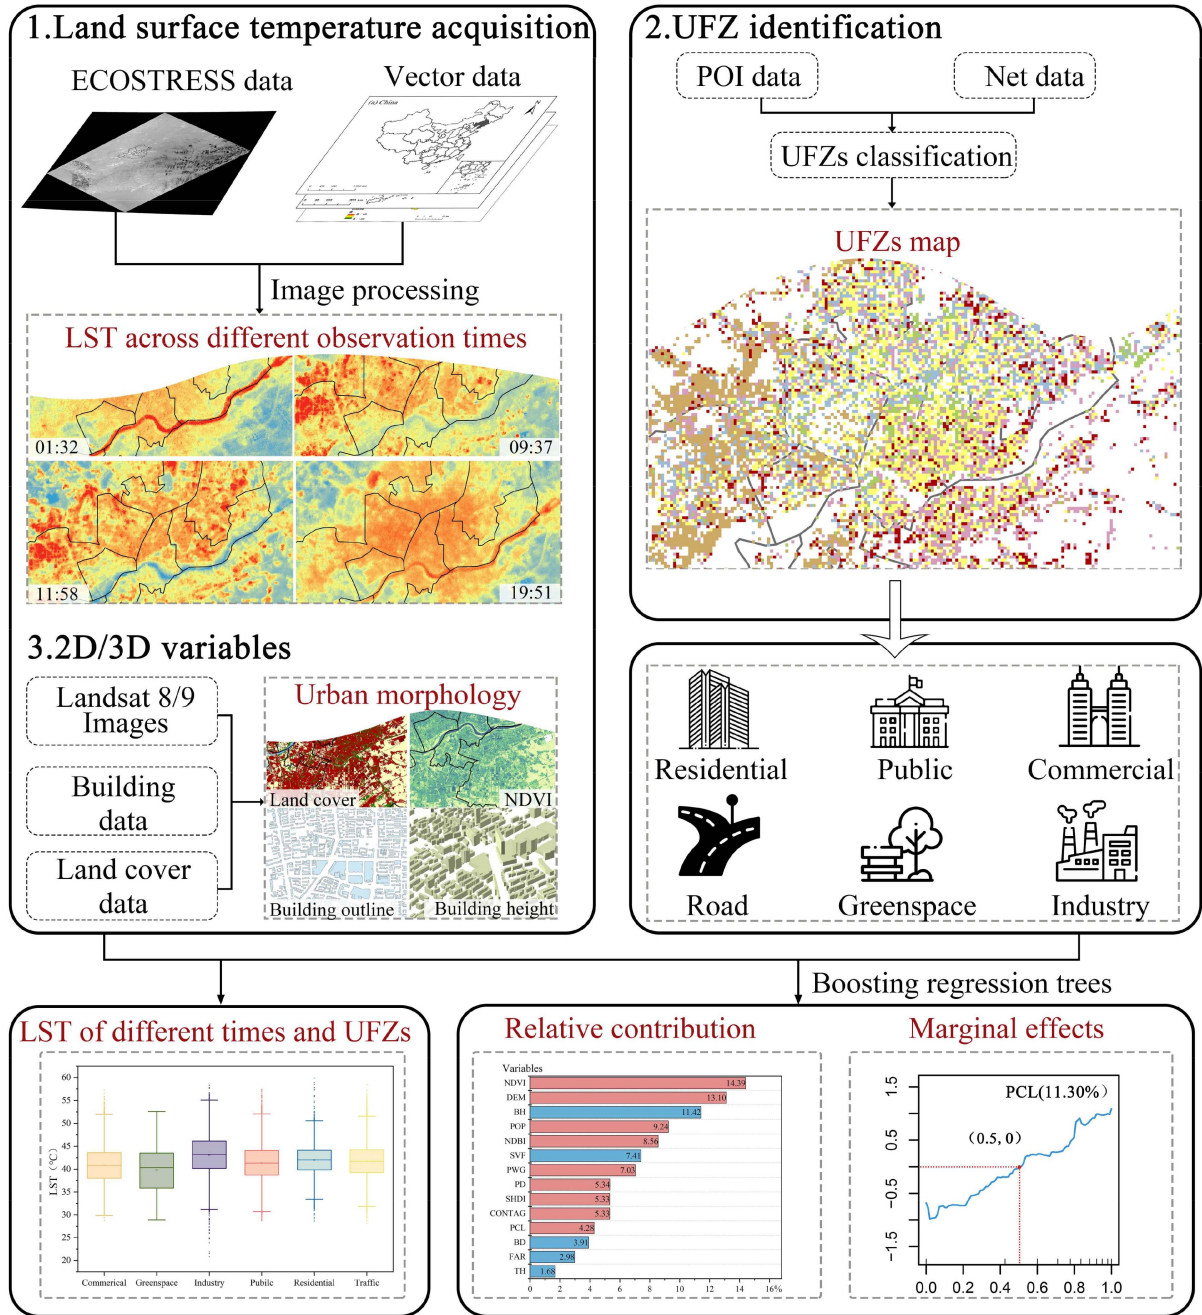 1.Land surface temperature acquisition
ECOSTRESS data
Vector data
(a) China
N
Image processing
LST across different observation times
01:32
09:37
11:58
19:51
3.2D/3D variables
Landsat 8/9
Images
Building
data
Land cover
data
Urban morphology
Land cover
NDVI
Building outline
Building height
2.UFZ identification
POI data
Net data
UFZs classification
UFZs map
Residential
Public
Commercial
Road
Greenspace
Industry
Boosting regression trees
LST of different times and UFZs
LST (°C)
60
55
50
45
40
35
30
25
20
Commerical
Greenspace
Industry
Pubilc
Residential
Traffic
Relative contribution
Variables
NDVI 14.39
DEM 13.10
BH 11.42
POP 9.24
NDBI 8.56
SVF 7.41
PWG 7.03
PD 5.34
SHDI 5.33
CONTAG 5.33
PCL 4.28
BD 3.91
FAR 2.98
TH 1.68
0 2 4 6 8 10 12 14 16%
Marginal effects
PCL(11.30%)
(0.5, 0)
1.5
0.5
−0.5
−1.5
0.0 0.2 0.4 0.6 0.8 1.0